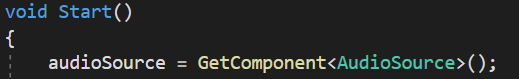 void Start()
{
audioSource = GetComponent<AudioSource>();